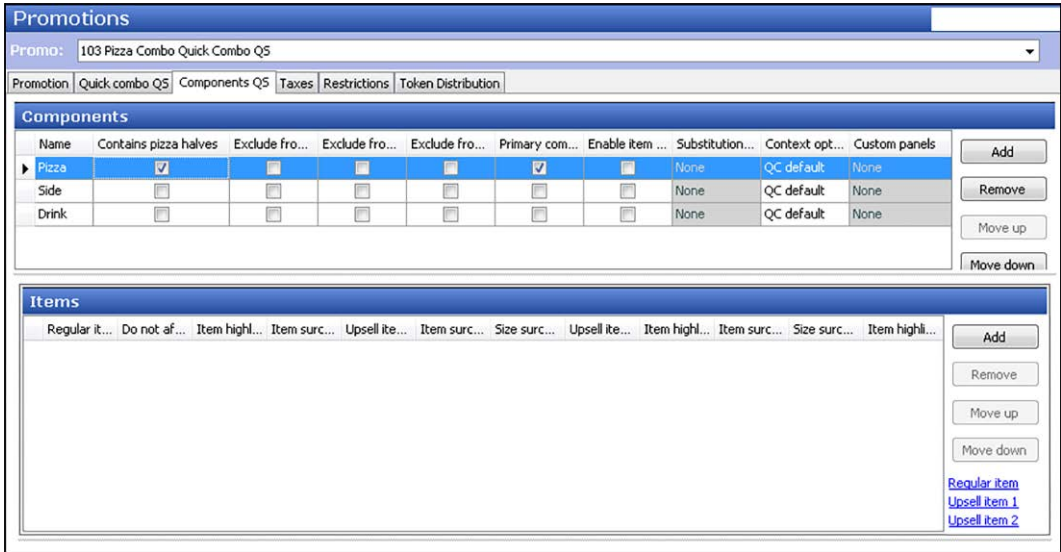 Promotions
Promo: 103 Pizza Combo Quick Combo QS
Promotion Quick combo QS Components QS Taxes Restrictions Token Distribution
Components
Name Contains pizza halves Exclude fro... Exclude fro... Exclude fro... Primary com... Enable item ... Substitution... Context opt... Custom panels
Add
Pizza None QC default None
Side None QC default None
Remove
Drink None QC default None
Move up
Move down
Items
Regular it... Do not af... Item highl... Item surc... Upsell ite... Item surc... Size surc... Upsell ite... Item highl... Item surc... Size surc... Item highli...
Add
Remove
Move up
Move down
Regular item
Upsell item 1
Upsell item 2